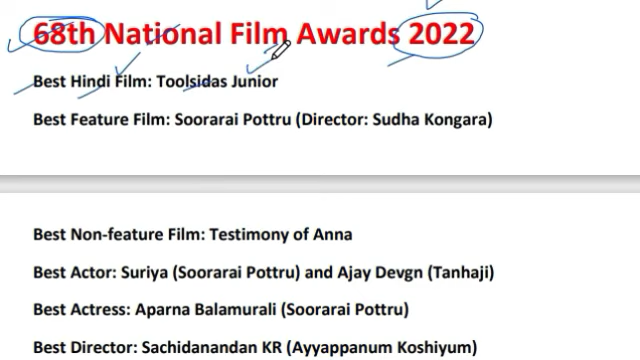 68th National Film Awards 2022
Best Hindi Film: Toolsidas Junior
Best Feature Film: Soorarai Pottru (Director: Sudha Kongara)
Best Non-feature Film: Testimony of Anna
Best Actor: Suriya (Soorarai Pottru) and Ajay Devgn (Tanhaji)
Best Actress: Aparna Balamurali (Soorarai Pottru)
Best Director: Sachidanandan KR (Ayyappanum Koshiyum)